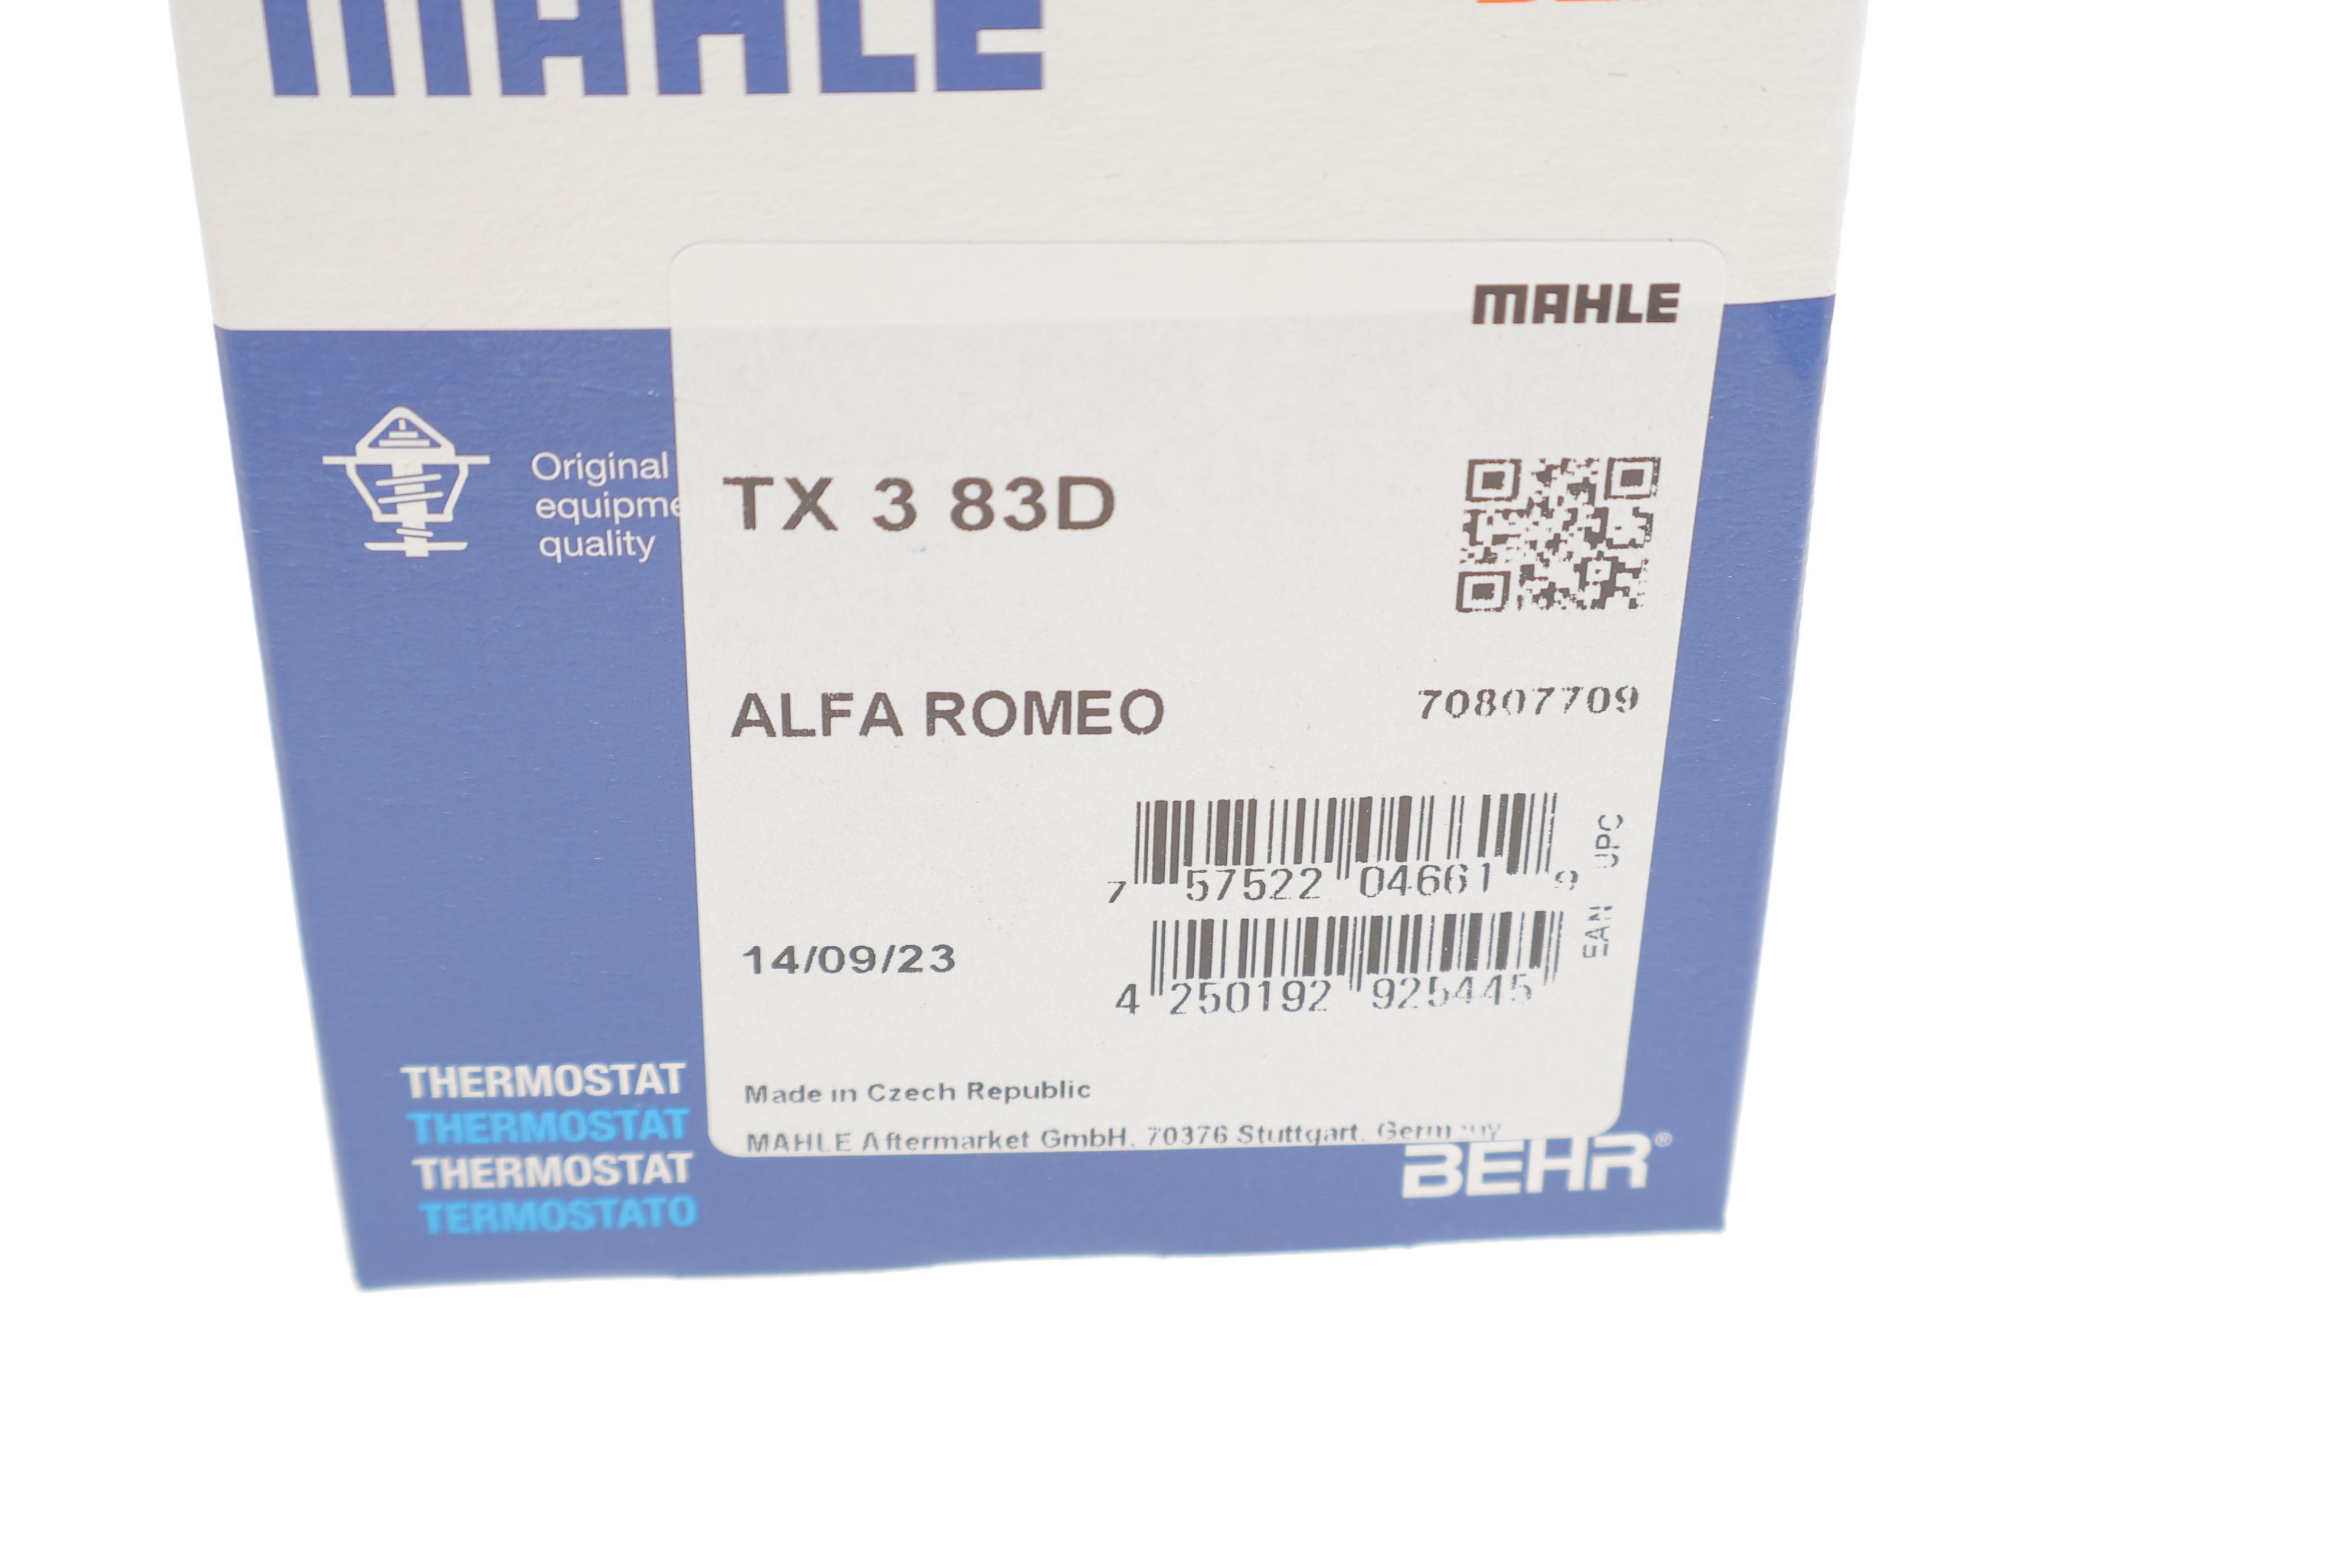 MAHLE
MAHLE
Original
equipme
quality
TX 3 83D
ALFA ROMEO
70807709
7 57522 04661 9
UPC
14/09/23
4 250192 925445
EAN
Made in Czech Republic
MAHLE Aftermarket GmbH, 70376 Stuttgart, Germany
THERMOSTAT
THERMOSTAT
THERMOSTAT
TERMOSTATO
BEHR®